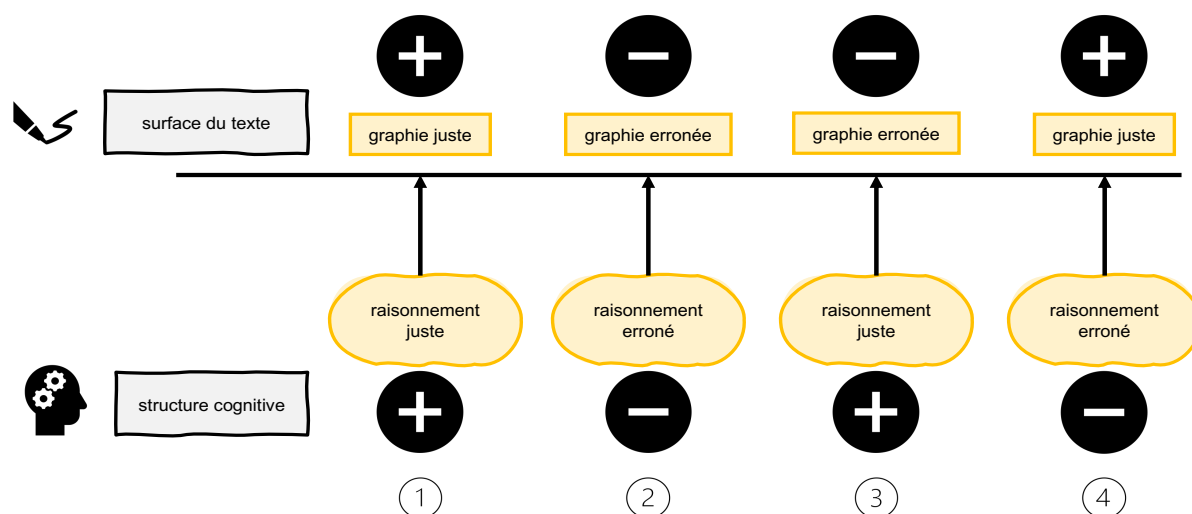 surface du texte
graphie juste
graphie erronée
graphie erronée
graphie juste
raisonnement
juste
raisonnement
erroné
raisonnement
juste
raisonnement
erroné
structure cognitive
1
2
3
4